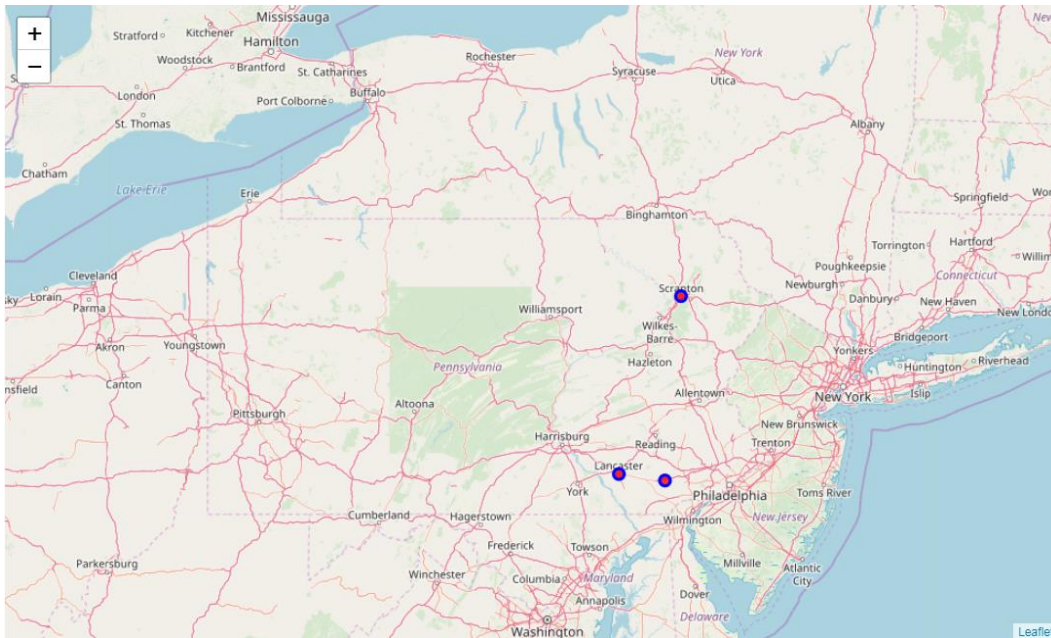 Mississauga
Stratford
Kitchener
Hamilton
New York
Rochester
Woodstock
Brantford
St. Catharines
Syracuse
Utica
+
−
London
Port Colborne
Buffalo
St. Thomas
Albany
Chatham
Lake Erie
Erie
Springfield
Binghamton
Torrington
Hartford
Poughkeepsie
Connecticut
Cleveland
Lorain
Parma
Scranton
Newburgh
Danbury
New Haven
New London
Williamsport
Wilkes-
Barre
Bridgeport
Akron
Youngstown
Yonkers
Hazleton
Huntington
Riverhead
Pennsylvania
nsfield
Canton
Allentown
New York
Islip
Altoona
Pittsburgh
New Brunswick
Harrisburg
Reading
Trenton
Lancaster
York
Philadelphia
Toms River
Cumberland
Hagerstown
Wilmington
New Jersey
Frederick
Towson
Parkersburg
Millville
Atlantic
City
Winchester
Columbia
Maryland
Dover
Annapolis
Delaware
Washington
Leafle